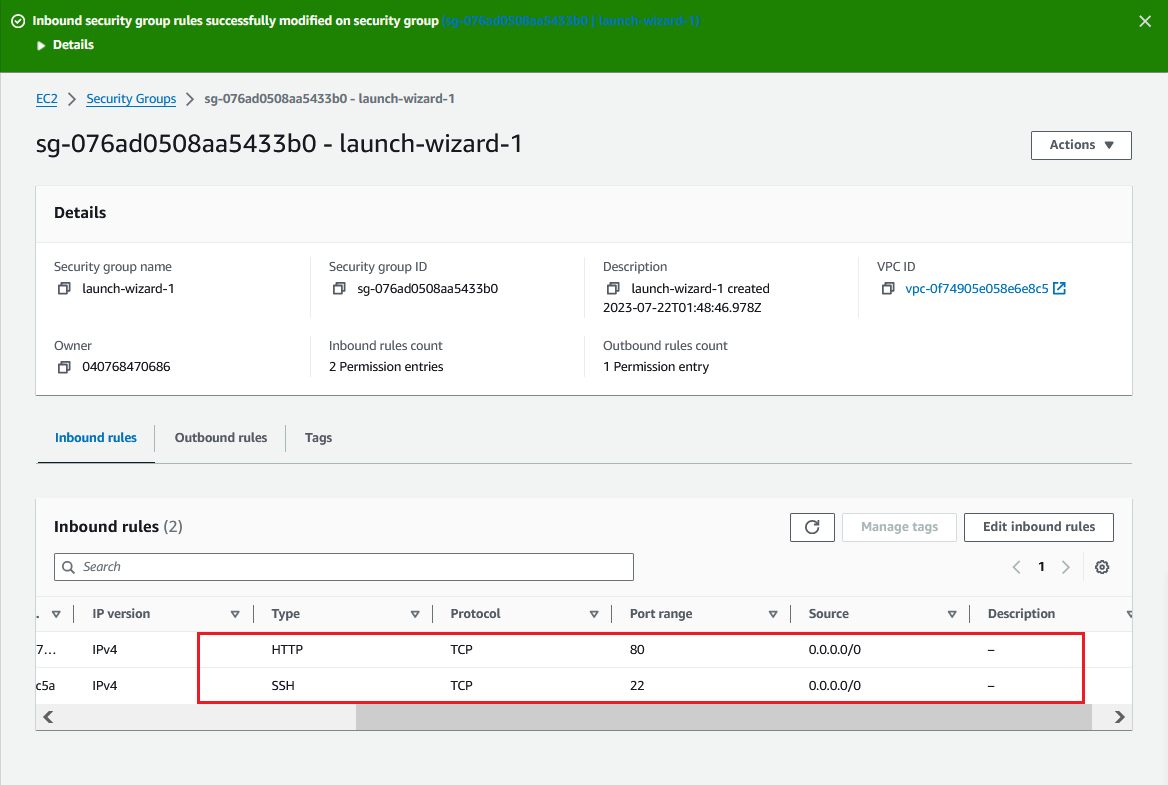 Inbound security group rules successfully modified on security group (sg-076ad0508aa5433b0 | launch-wizard-1)
Details
EC2 Security Groups sg-076ad0508aa5433b0 - launch-wizard-1
sg-076ad0508aa5433b0 - launch-wizard-1
Actions
Details
Security group name Security group ID Description VPC ID
launch-wizard-1 sg-076ad0508aa5433b0 launch-wizard-1 created vpc-0f74905e058e6e8c5
2023-07-22T01:48:46.978Z
Owner Inbound rules count Outbound rules count
040768470686 2 Permission entries 1 Permission entry
Inbound rules Outbound rules Tags
Inbound rules (2) Manage tags Edit inbound rules
Search 1
. IP version Type Protocol Port range Source Description
7... IPv4 HTTP TCP 80 0.0.0.0/0 –
c5a IPv4 SSH TCP 22 0.0.0.0/0 –